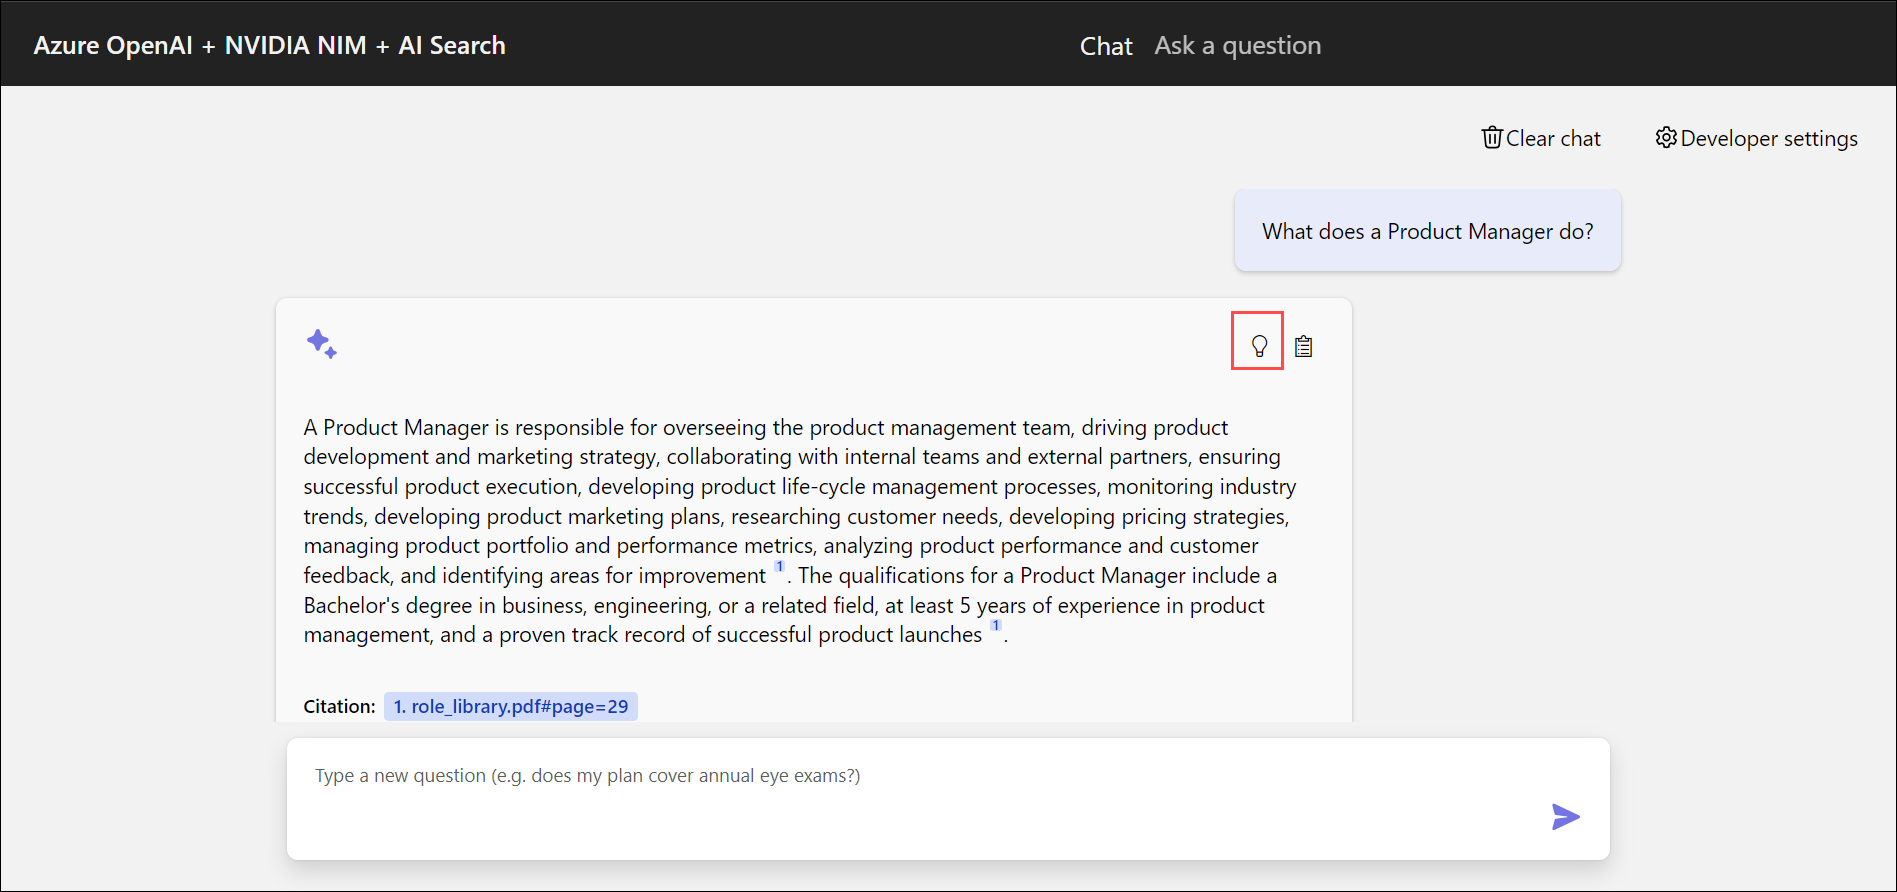 Azure OpenAI + NVIDIA NIM + AI Search
Chat
Ask a question
Clear chat
Developer settings
What does a Product Manager do?
A Product Manager is responsible for overseeing the product management team, driving product
development and marketing strategy, collaborating with internal teams and external partners, ensuring
successful product execution, developing product life-cycle management processes, monitoring industry
trends, developing product marketing plans, researching customer needs, developing pricing strategies,
managing product portfolio and performance metrics, analyzing product performance and customer
feedback, and identifying areas for improvement 1. The qualifications for a Product Manager include a
Bachelor's degree in business, engineering, or a related field, at least 5 years of experience in product
management, and a proven track record of successful product launches 1.
Citation: 1. role_library.pdf#page=29
Type a new question (e.g. does my plan cover annual eye exams?)